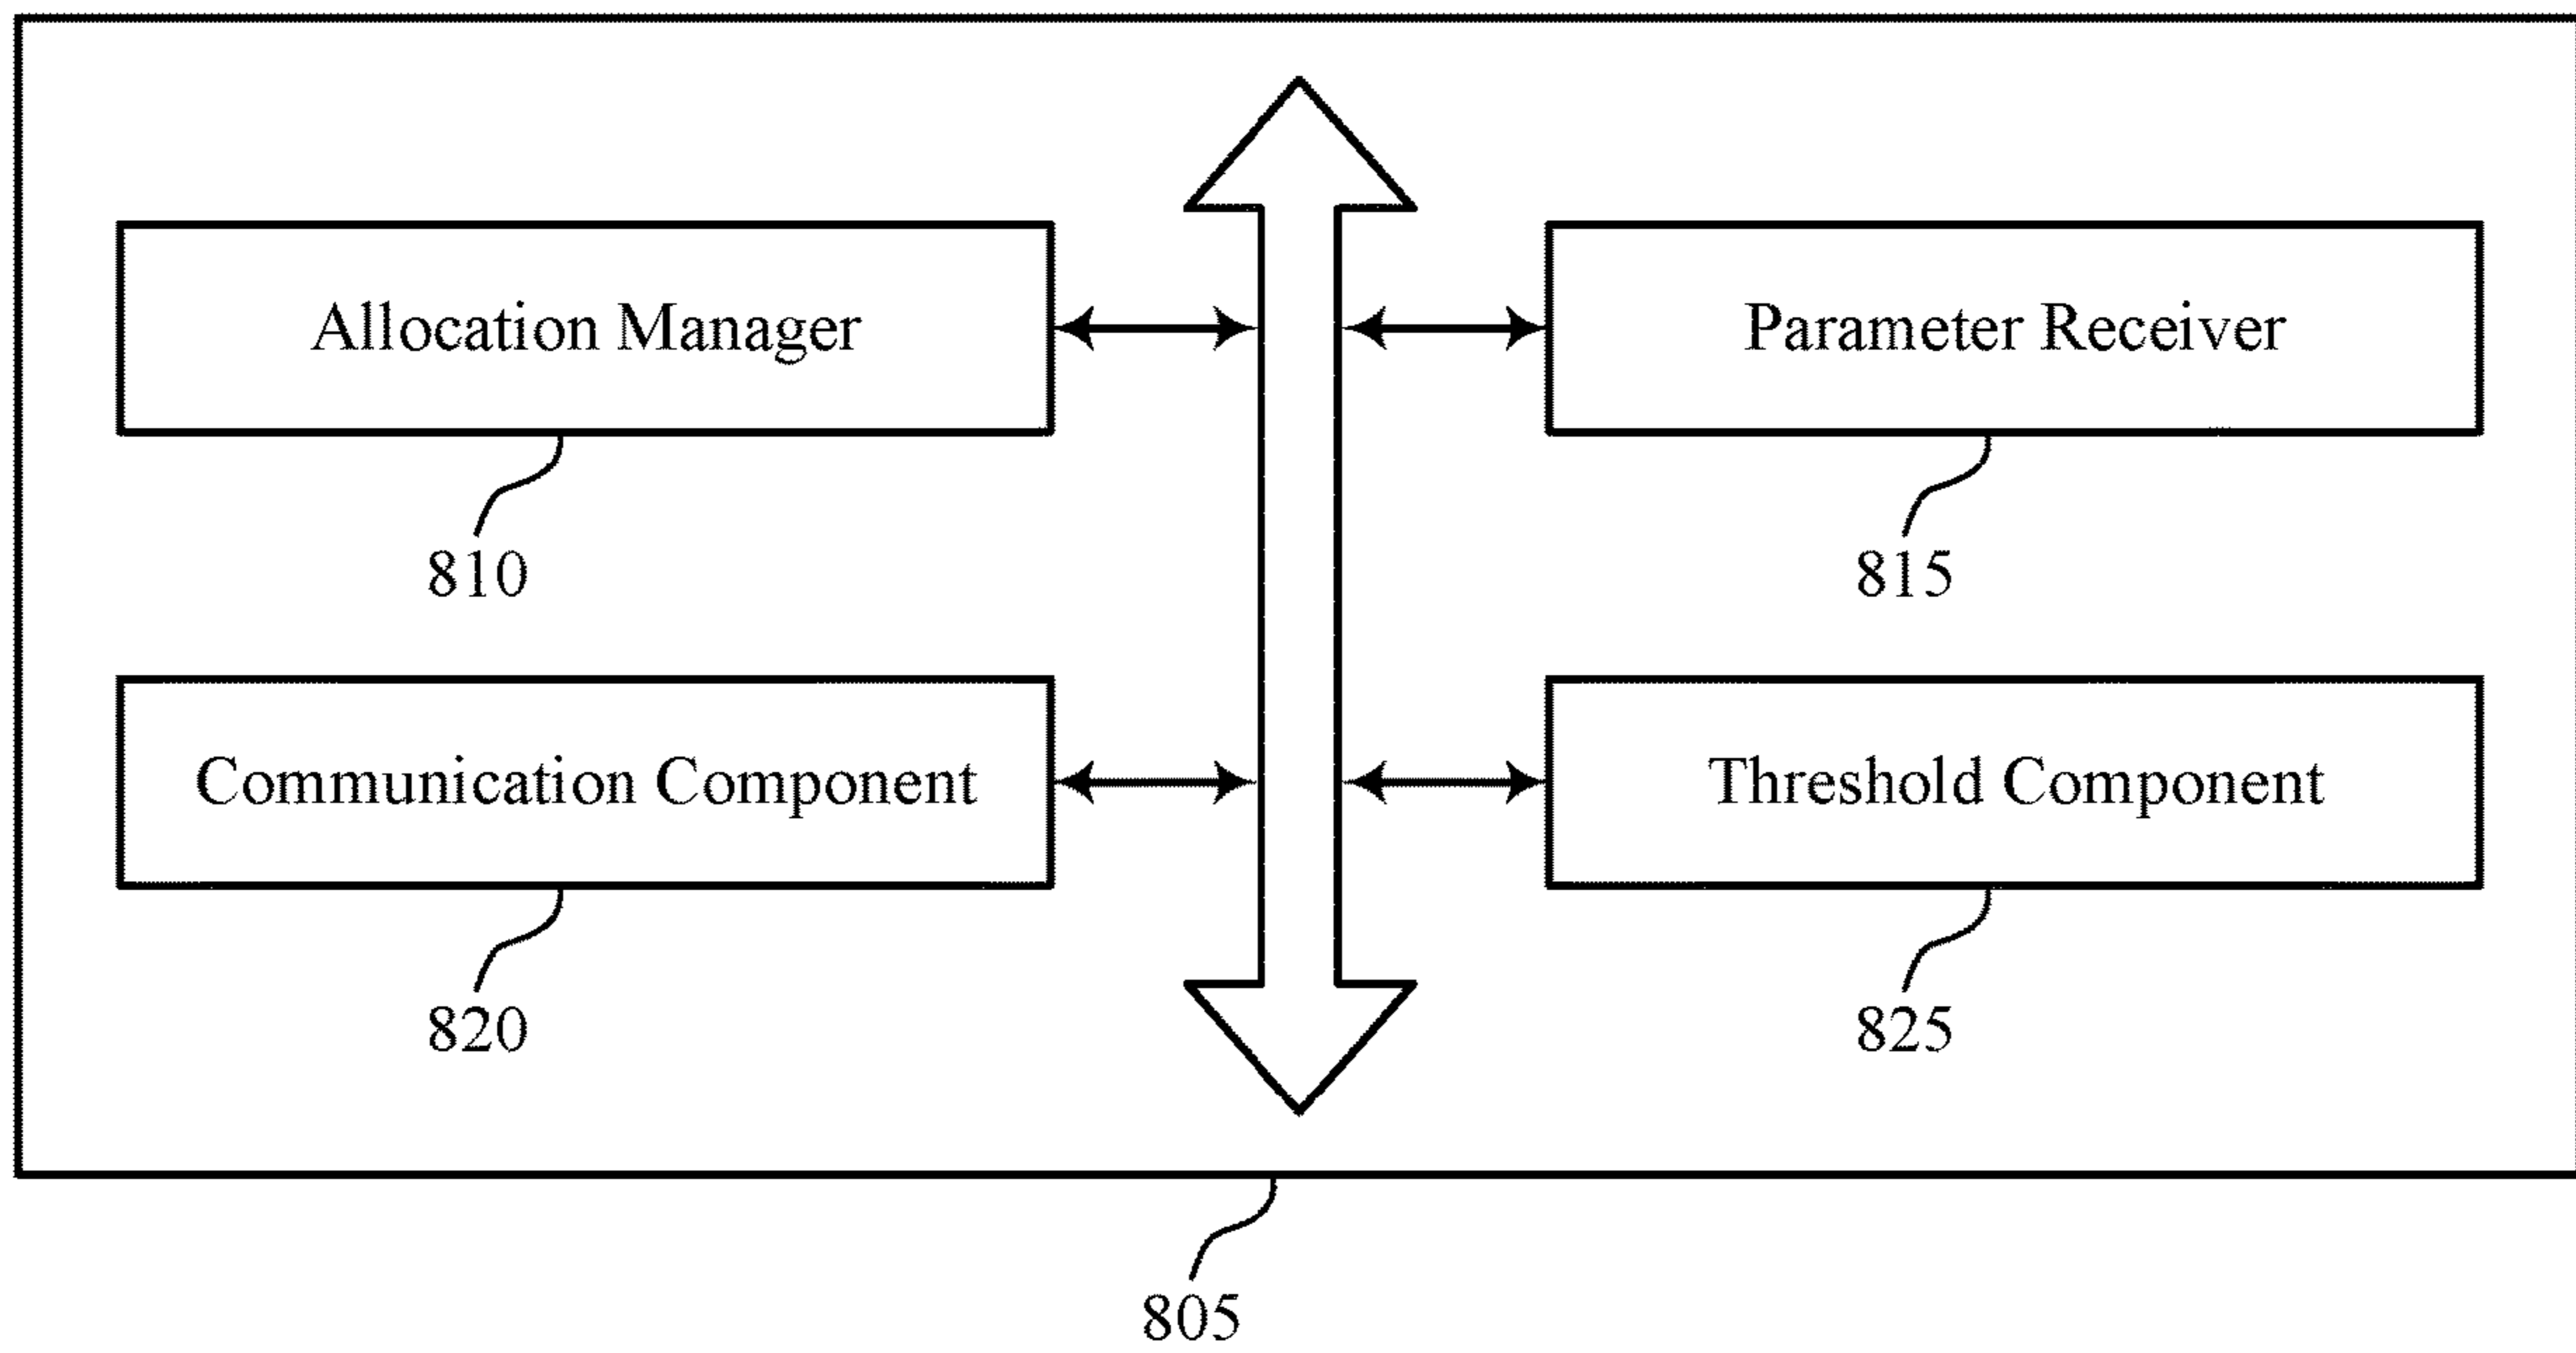 Allocation Manager
Parameter Receiver
810
815
Communication Component
Threshold Component
820
825
805